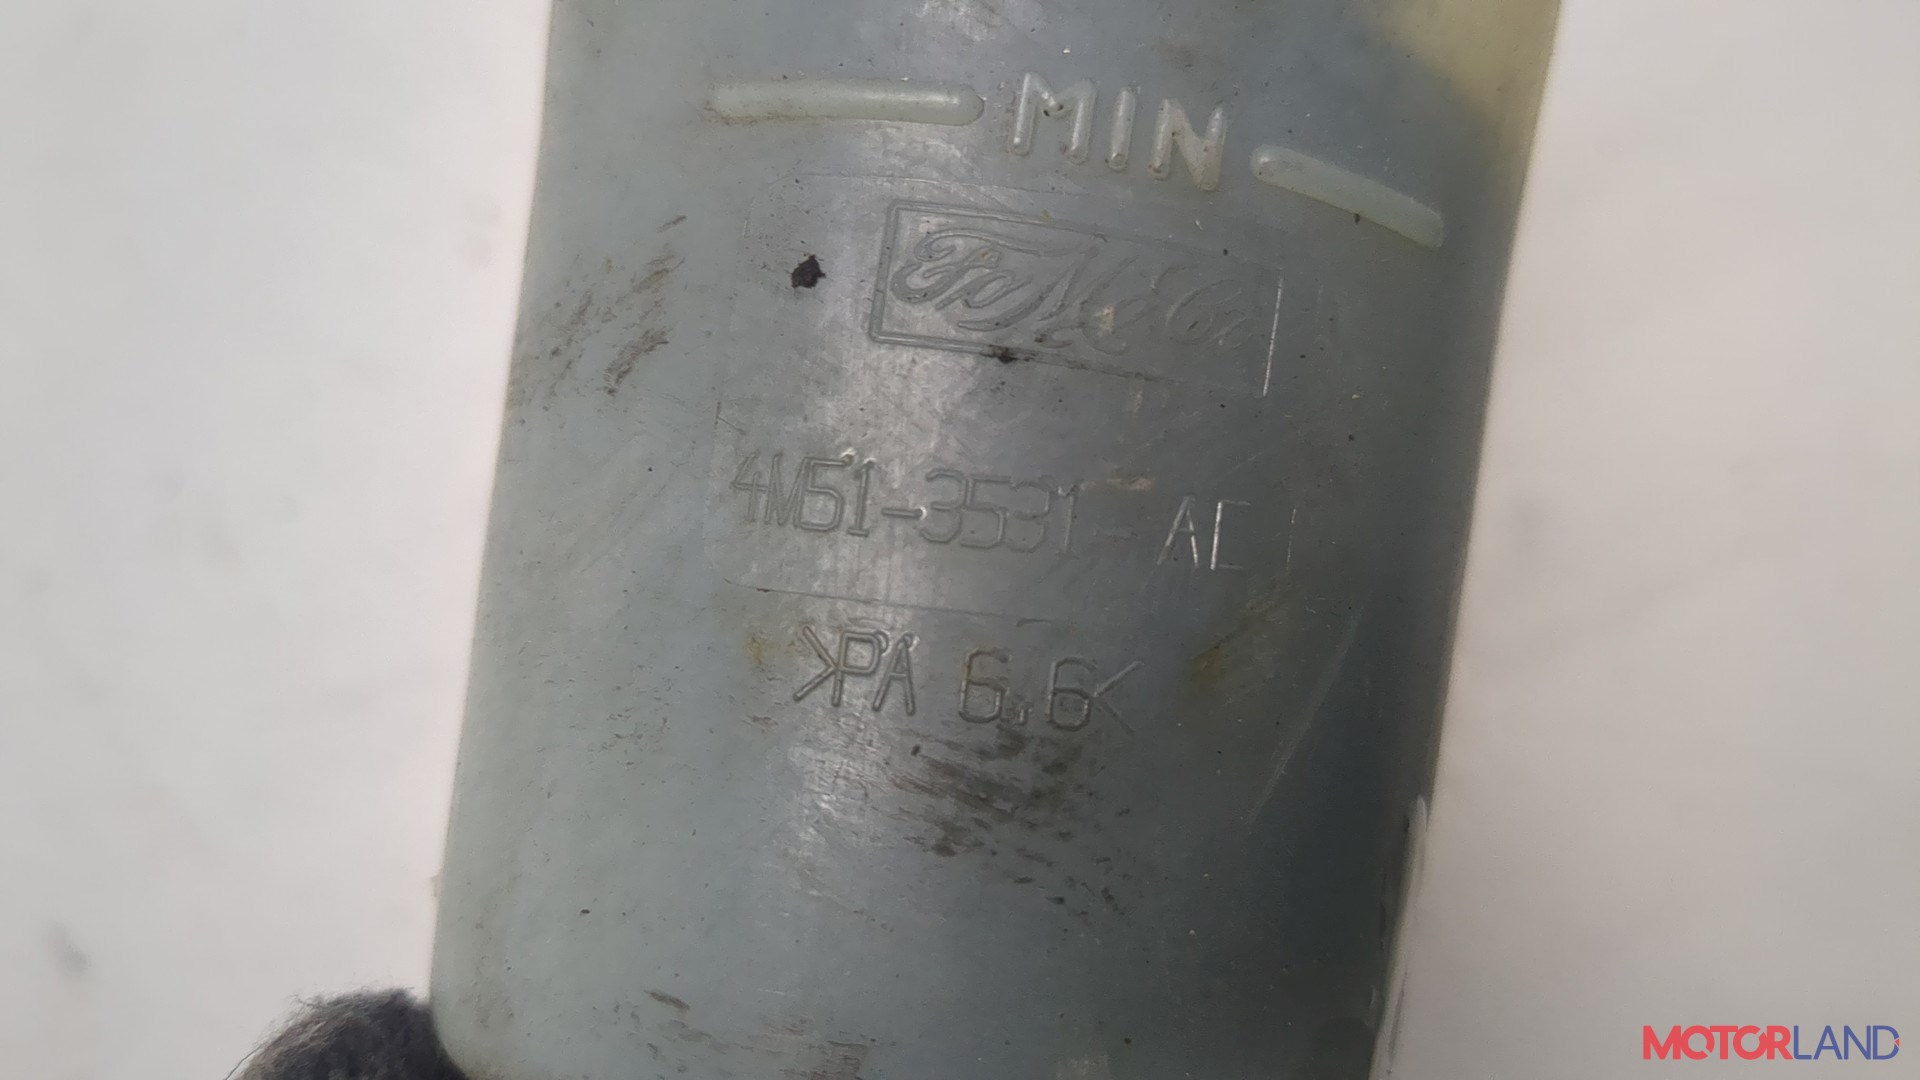 MIN
FoMoCo
4M51-3531-AC
>PA 6.6<
MOTORLAND